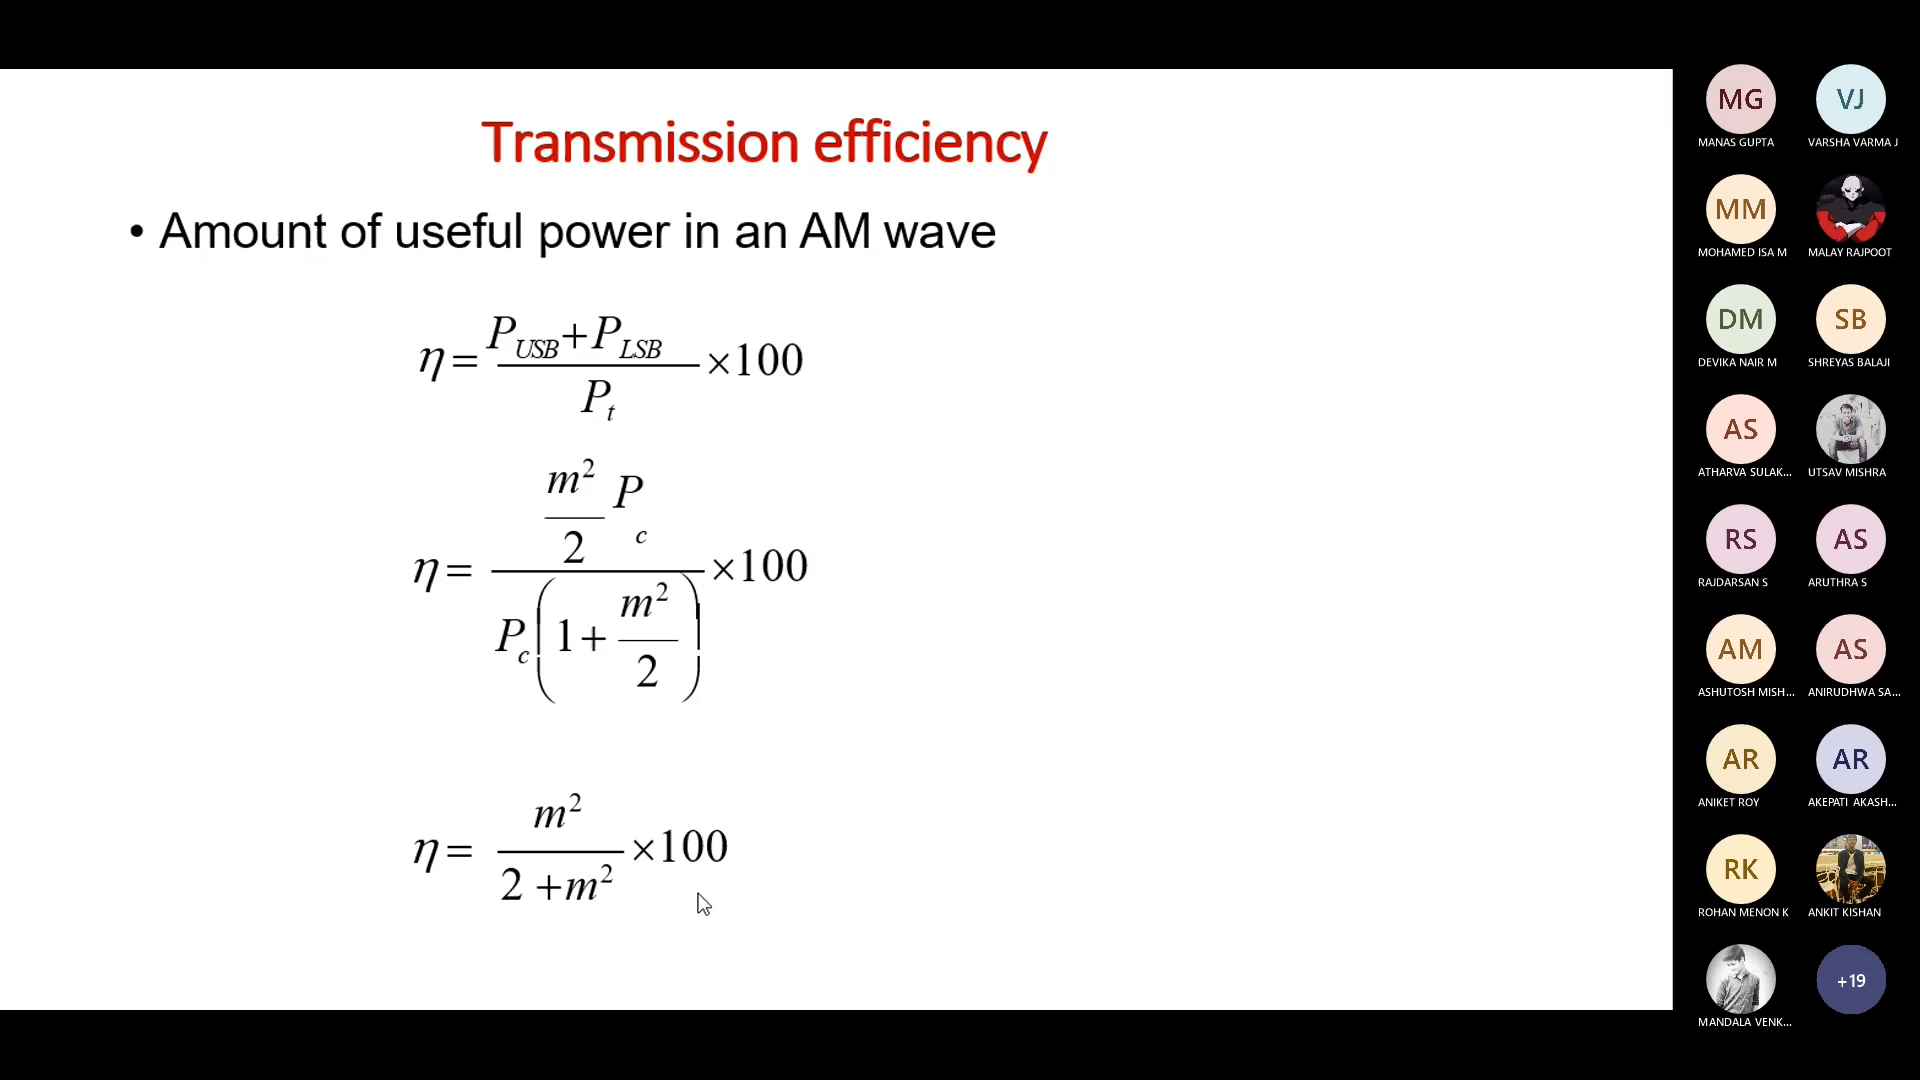 Transmission efficiency
• Amount of useful power in an AM wave
η = (P_USB + P_LSB) / P_t ×100
η = (m²/2 P_c) / (P_c(1 + m²/2)) ×100
η = m² / (2 + m²) ×100
MG
VJ
MANAS GUPTA
VARSHA VARMA J
MM
MOHAMED ISA M
MALAY RAJPOOT
DM
SB
DEVIKA NAIR M
SHREYAS BALAJI
AS
ATHARVA SULAK...
UTSAV MISHRA
RS
AS
RAJDARSAN S
ARUTHRA S
AM
AS
ASHUTOSH MISH...
ANIRUDHWA SA...
AR
AR
ANIKET ROY
AKEPATI AKASH...
RK
ROHAN MENON K
ANKIT KISHAN
+19
MANDALA VENK...